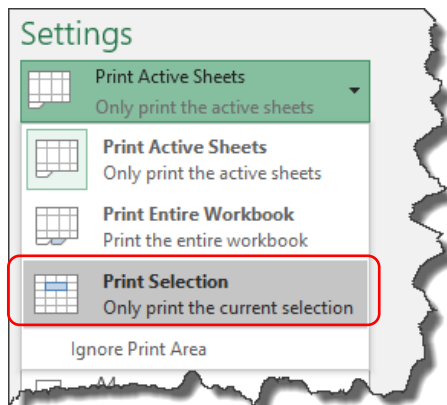 Settings
Print Active Sheets
Only print the active sheets
Print Active Sheets
Only print the active sheets
Print Entire Workbook
Print the entire workbook
Print Selection
Only print the current selection
Ignore Print Area
A4